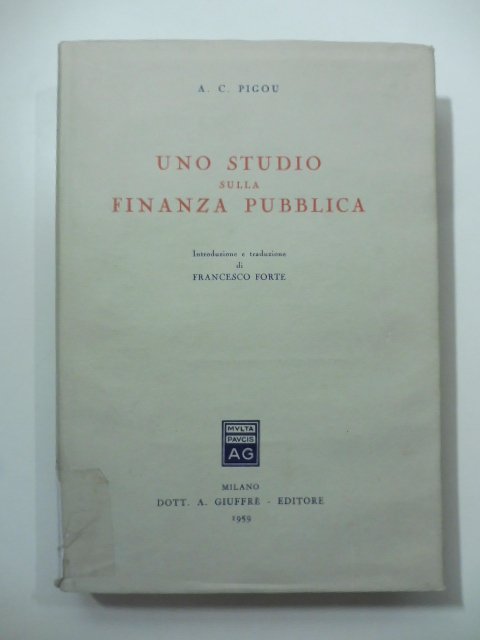 A. C. PIGOU
UNO STUDIO
SULLA
FINANZA PUBBLICA
Introduzione e traduzione
di
FRANCESCO FORTE
MVLTA
PAVCIS
AG
MILANO
DOTT. A. GIUFFRÈ - EDITORE
1959